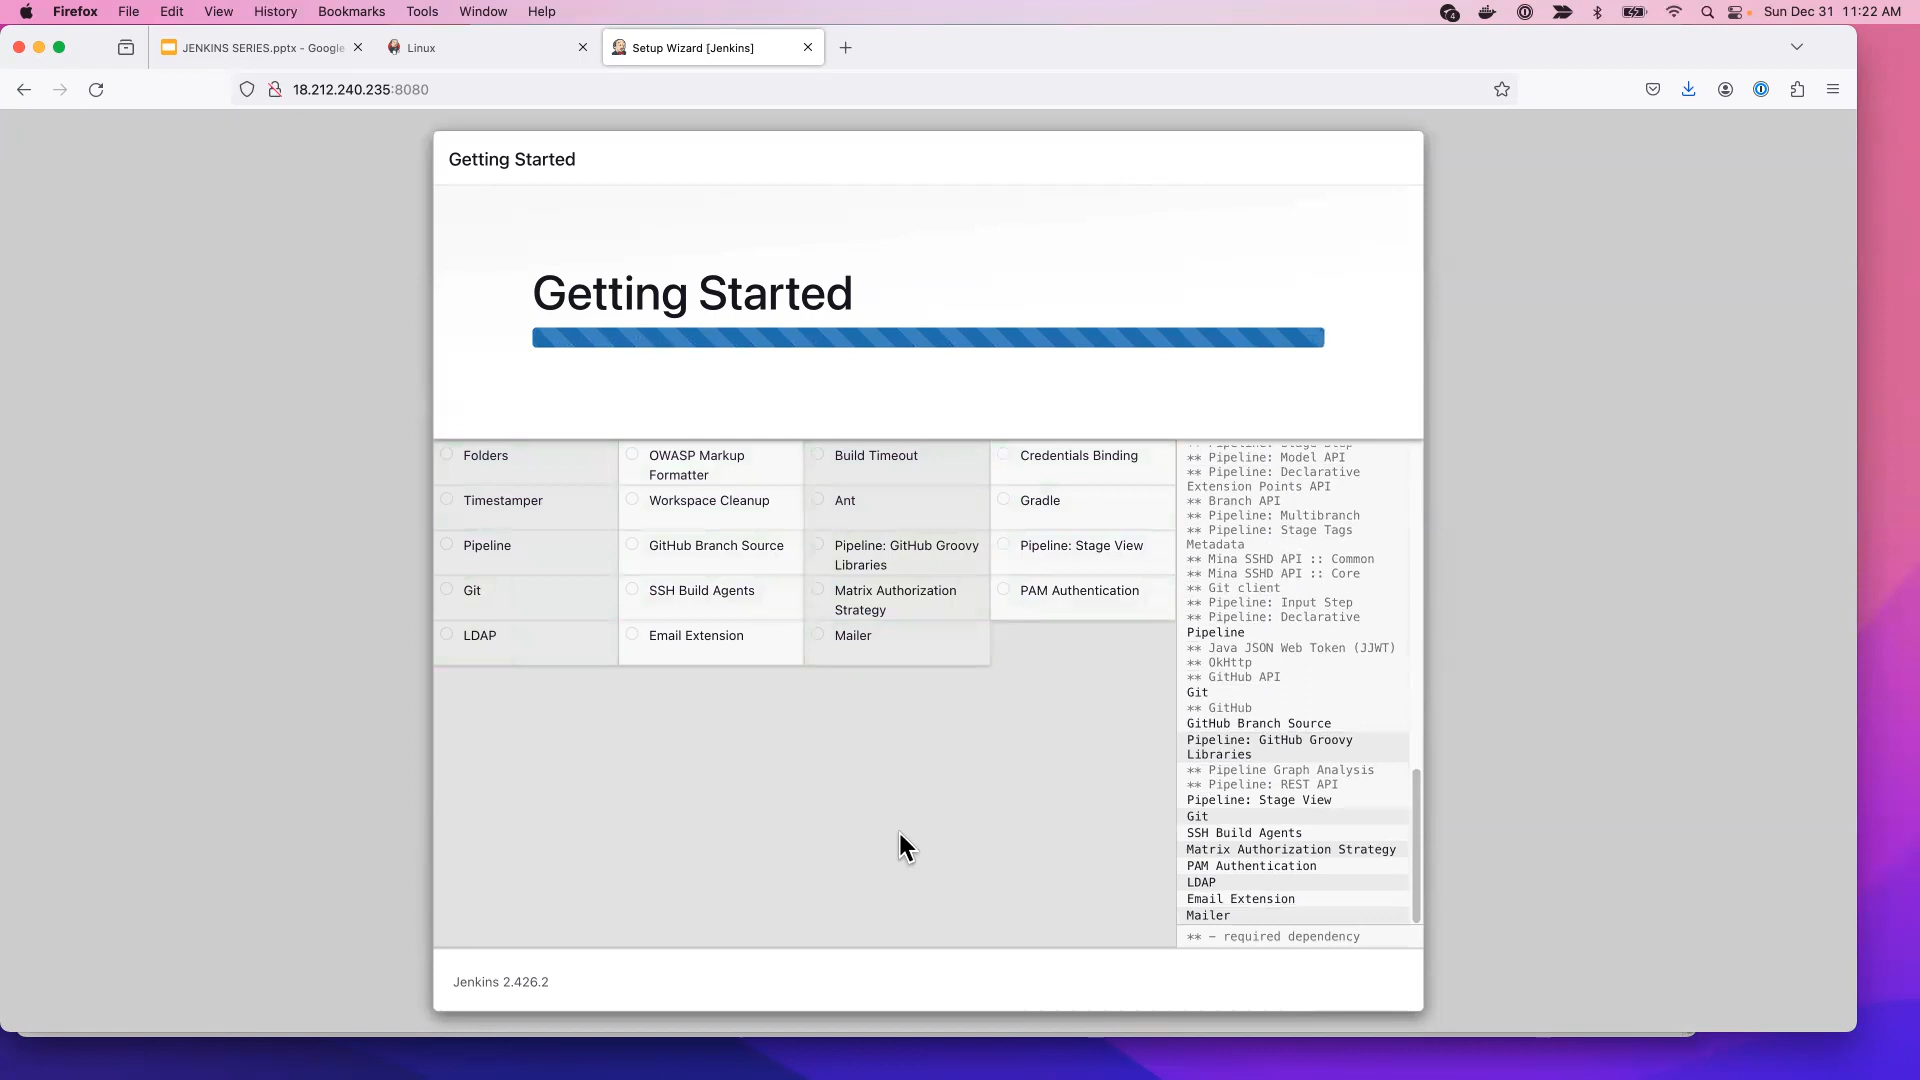 Firefox File Edit View History Bookmarks Tools Window Help
4
Sun Dec 31 11:22 AM
JENKINS SERIES.pptx - Google
Linux
Setup Wizard [Jenkins]
18.212.240.235:8080
Getting Started
Getting Started
Folders
OWASP Markup
Formatter
Build Timeout
Credentials Binding
Timestamper
Workspace Cleanup
Ant
Gradle
Pipeline
GitHub Branch Source
Pipeline: GitHub Groovy
Libraries
Pipeline: Stage View
Git
SSH Build Agents
Matrix Authorization
Strategy
PAM Authentication
LDAP
Email Extension
Mailer
** Pipeline: Stage Step
** Pipeline: Model API
** Pipeline: Declarative
Extension Points API
** Branch API
** Pipeline: Multibranch
** Pipeline: Stage Tags
Metadata
** Mina SSHD API :: Common
** Mina SSHD API :: Core
** Git client
** Pipeline: Input Step
** Pipeline: Declarative
Pipeline
** Java JSON Web Token (JJWT)
** OkHttp
** GitHub API
Git
** GitHub
GitHub Branch Source
Pipeline: GitHub Groovy
Libraries
** Pipeline Graph Analysis
** Pipeline: REST API
Pipeline: Stage View
Git
SSH Build Agents
Matrix Authorization Strategy
PAM Authentication
LDAP
Email Extension
Mailer
** - required dependency
Jenkins 2.426.2